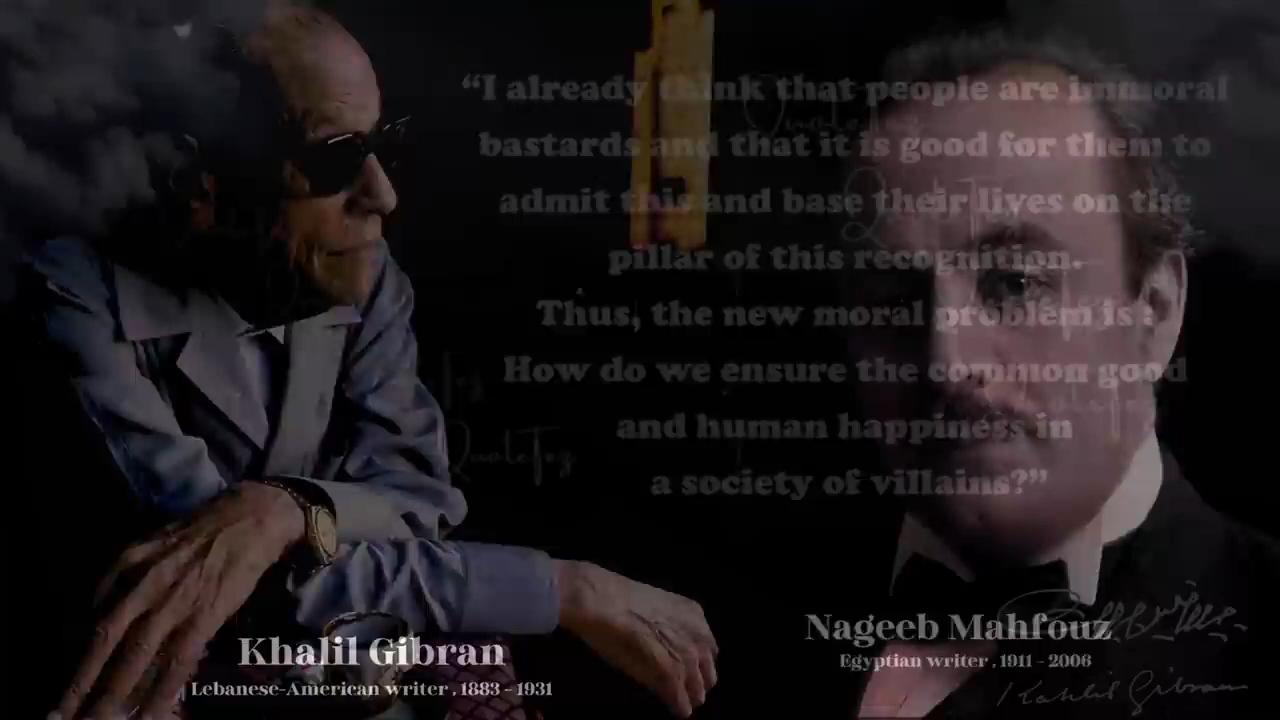 “I already think that people are immoral
bastards and that it is good for them to
admit this and base their lives on the
pillar of this recognition.
Thus, the new moral problem is :
How do we ensure the common good
and human happiness in
a society of villains?”
QuoteTez
Nageeb Mahfouz
Egyptian writer , 1911 - 2006
Khalil Gibran
Lebanese-American writer , 1883 - 1931
Kahlil Gibran